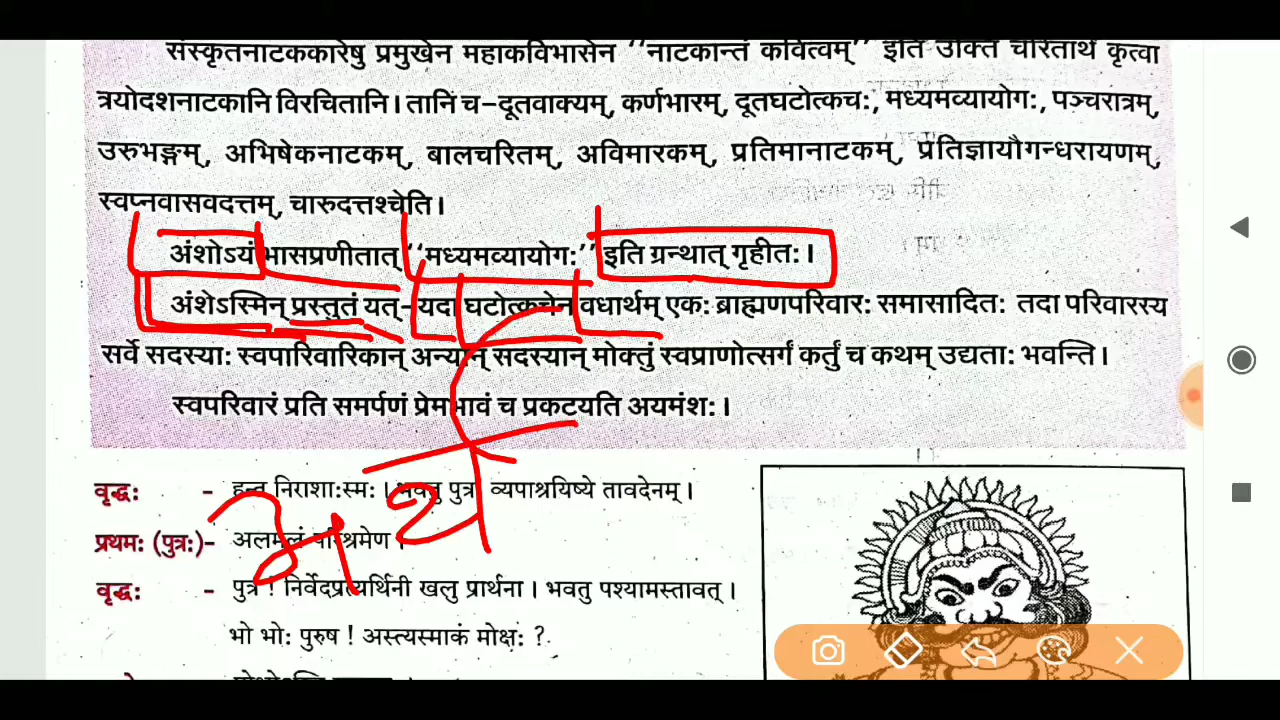 संस्कृतनाटककारेषु प्रमुखेन महाकविभासेन ‘‘नाटकान्तं कवित्वम्’’ इति उक्तिं चरितार्थं कृत्वा
त्रयोदशनाटकानि विरचितानि। तानि च-दूतवाक्यम्, कर्णभारम्, दूतघटोत्कचः, मध्यमव्यायोगः, पञ्चरात्रम्,
उरुभङ्गम्, अभिषेकनाटकम्, बालचरितम्, अविमारकम्, प्रतिमानाटकम्, प्रतिज्ञायौगन्धरायणम्,
स्वप्नवासवदत्तम्, चारुदत्तश्चेति।
अंशोऽयं भासप्रणीतात् ‘‘मध्यमव्यायोगः’’ इति ग्रन्थात् गृहीतः।
अंशेऽस्मिन् प्रस्तुतं यत्-यदा घटोत्कचेन वधार्थम् एकः ब्राह्मणपरिवारः समासादितः तदा परिवारस्य
सर्वे सदस्याः स्वपारिवारिकान् अन्यान् सदस्यान् मोक्तुं स्वप्राणोत्सर्गं कर्तुं च कथम् उद्यताः भवन्ति।
स्वपरिवारं प्रति समर्पणं प्रेमभावं च प्रकटयति अयमंशः।
वृद्धः - हन्त निराशाःस्मः। भवतु पुत्र व्यपाश्रयिष्ये तावदेनम्।
प्रथमः (पुत्रः)- अलमलं परिश्रमेण।
वृद्धः - पुत्र ! निर्वेदप्रत्यर्थिनी खलु प्रार्थना। भवतु पश्यामस्तावत्।
भो भोः पुरुष ! अस्त्यस्माकं मोक्षः ?